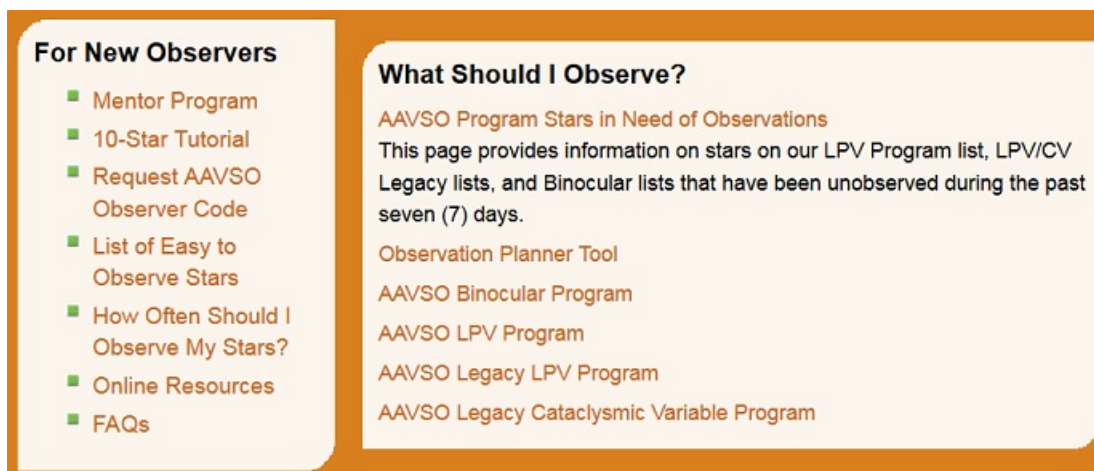 For New Observers
Mentor Program
10-Star Tutorial
Request AAVSO
Observer Code
List of Easy to
Observe Stars
How Often Should I
Observe My Stars?
Online Resources
FAQs
What Should I Observe?
AAVSO Program Stars in Need of Observations
This page provides information on stars on our LPV Program list, LPV/CV
Legacy lists, and Binocular lists that have been unobserved during the past
seven (7) days.
Observation Planner Tool
AAVSO Binocular Program
AAVSO LPV Program
AAVSO Legacy LPV Program
AAVSO Legacy Cataclysmic Variable Program